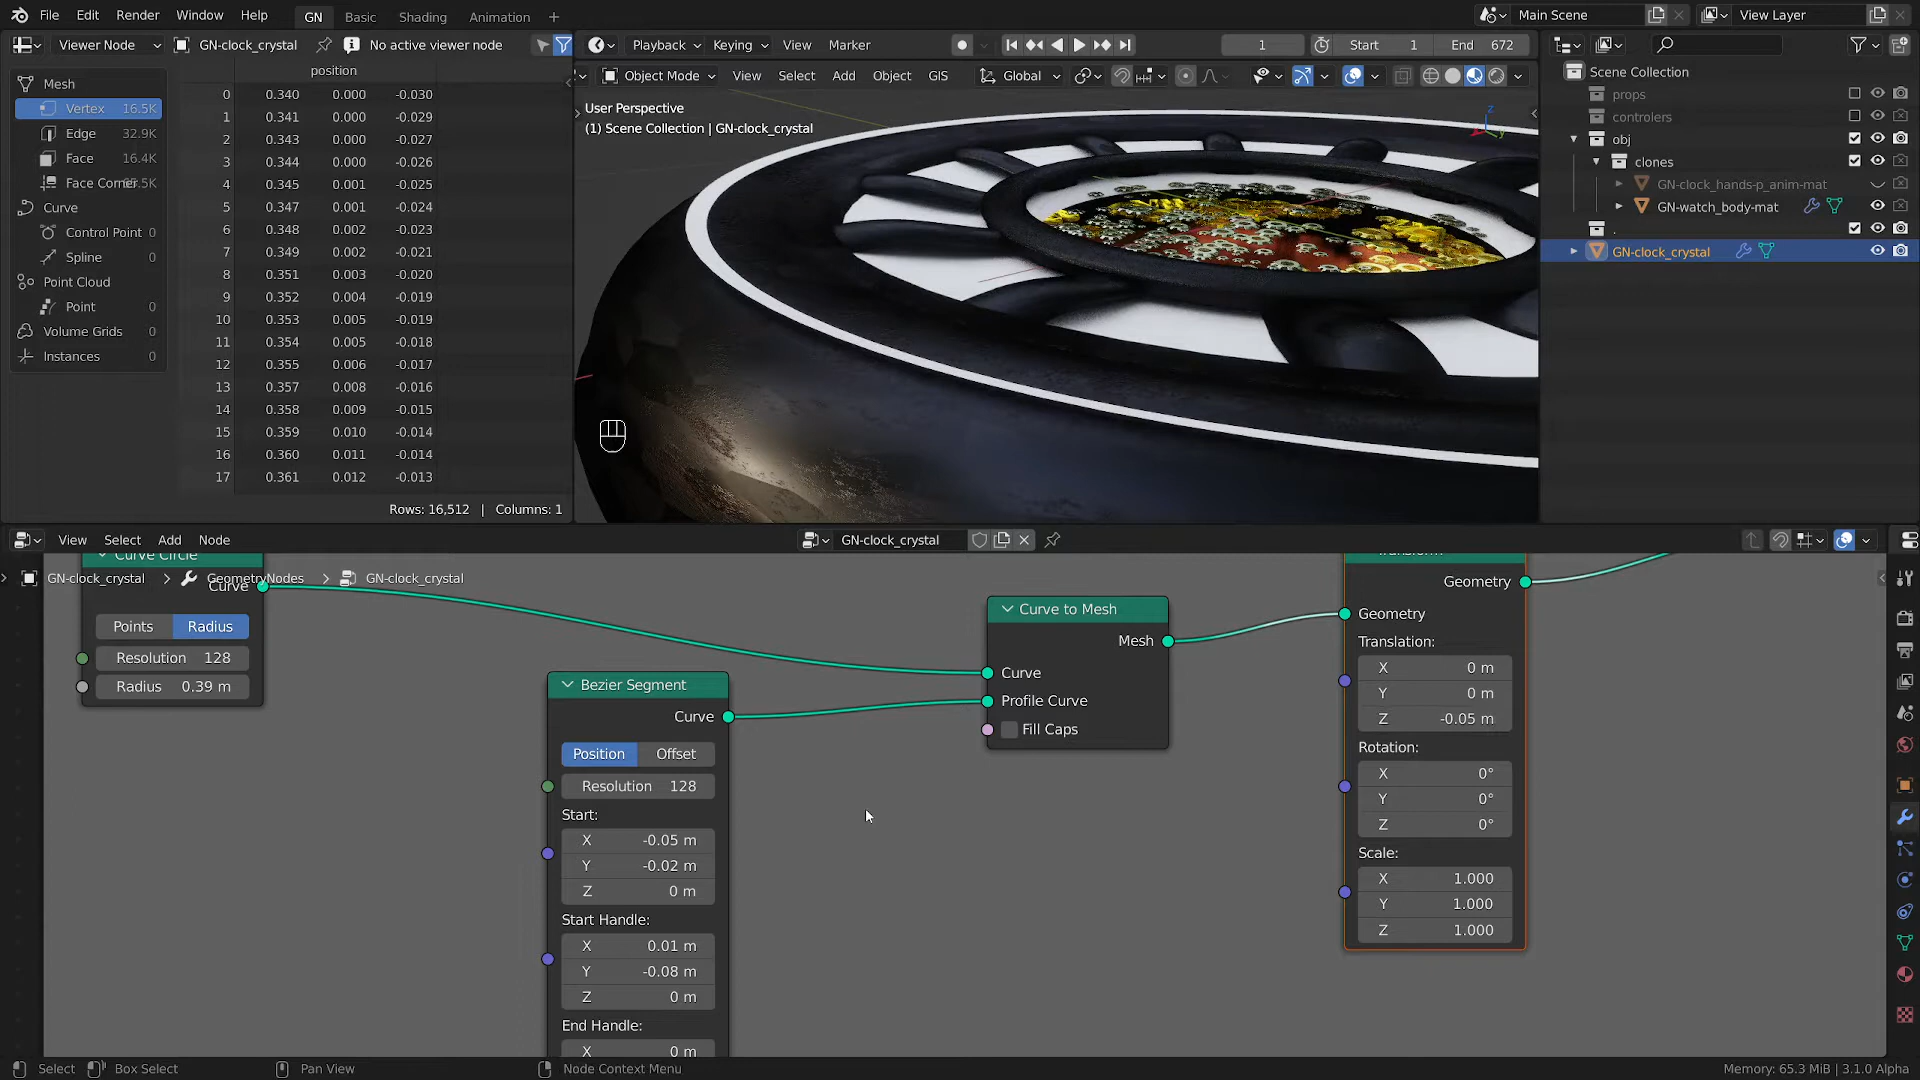 File Edit Render Window Help GN Basic Shading Animation + Main Scene View Layer
Viewer Node GN-clock_crystal No active viewer node Playback Keying View Marker 1 Start 1 End 672
position
Object Mode View Select Add Object GIS Global
Scene Collection
props
controlers
obj
clones
GN-clock_hands-p_anim-mat
GN-watch_body-mat
.
GN-clock_crystal
User Perspective
(1) Scene Collection | GN-clock_crystal
Z
Y
Mesh
Vertex 16.5K
Edge 32.9K
Face 16.4K
Face Corner 65.5K
Curve
Control Point 0
Spline 0
Point Cloud
Point 0
Volume Grids 0
Instances 0
0 0.340 0.000 -0.030
1 0.341 0.000 -0.029
2 0.343 0.000 -0.027
3 0.344 0.000 -0.026
4 0.345 0.001 -0.025
5 0.347 0.001 -0.024
6 0.348 0.002 -0.023
7 0.349 0.002 -0.021
8 0.351 0.003 -0.020
9 0.352 0.004 -0.019
10 0.353 0.005 -0.019
11 0.354 0.005 -0.018
12 0.355 0.006 -0.017
13 0.357 0.008 -0.016
14 0.358 0.009 -0.015
15 0.359 0.010 -0.014
16 0.360 0.011 -0.014
17 0.361 0.012 -0.013
Rows: 16,512 | Columns: 1
View Select Add Node GN-clock_crystal
GN-clock_crystal > GeometryNodes > GN-clock_crystal
Curve Circle
Curve
Points Radius
Resolution 128
Radius 0.39 m
Bezier Segment
Curve
Position Offset
Resolution 128
Start:
X -0.05 m
Y -0.02 m
Z 0 m
Start Handle:
X 0.01 m
Y -0.08 m
Z 0 m
End Handle:
X 0 m
Curve to Mesh
Mesh
Curve
Profile Curve
Fill Caps
Transform
Geometry
Geometry
Translation:
X 0 m
Y 0 m
Z -0.05 m
Rotation:
X 0°
Y 0°
Z 0°
Scale:
X 1.000
Y 1.000
Z 1.000
Select Box Select Pan View Node Context Menu Memory: 65.3 MiB | 3.1.0 Alpha